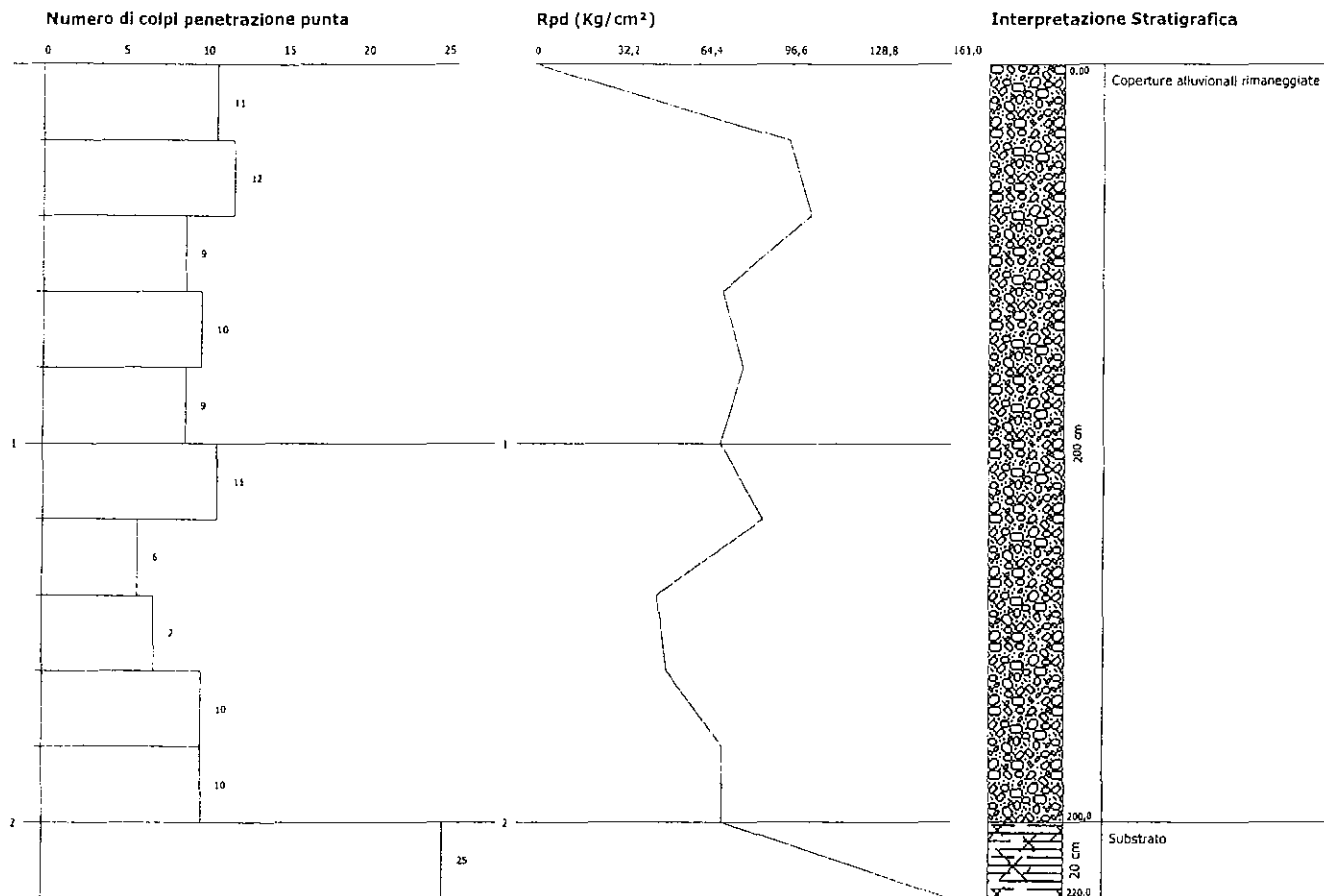 Numero di colpi penetrazione punta
Rpd (Kg/cm²)
Interpretazione Stratigrafica
0 5 10 15 20 25
0 32,2 64,4 96,6 128,8 161,0
0.00
Coperture alluvionali rimaneggiate
11
12
9
10
9
1
1
200 cm
11
6
7
10
10
2
2
200,0
Substrato
25
20 cm
220,0